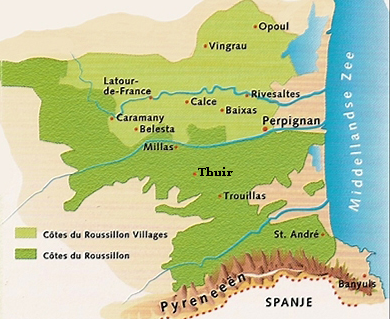 Opoul
Vingrau
Latour-
de-France
Rivesaltes
Calce
Baixas
Caramany
Belesta
Perpignan
Millas
Thuir
Trouillas
St. André
Middellandse Zee
Côtes du Roussillon Villages
Côtes du Roussillon
Banyuls
Pyreneeën
SPANJE